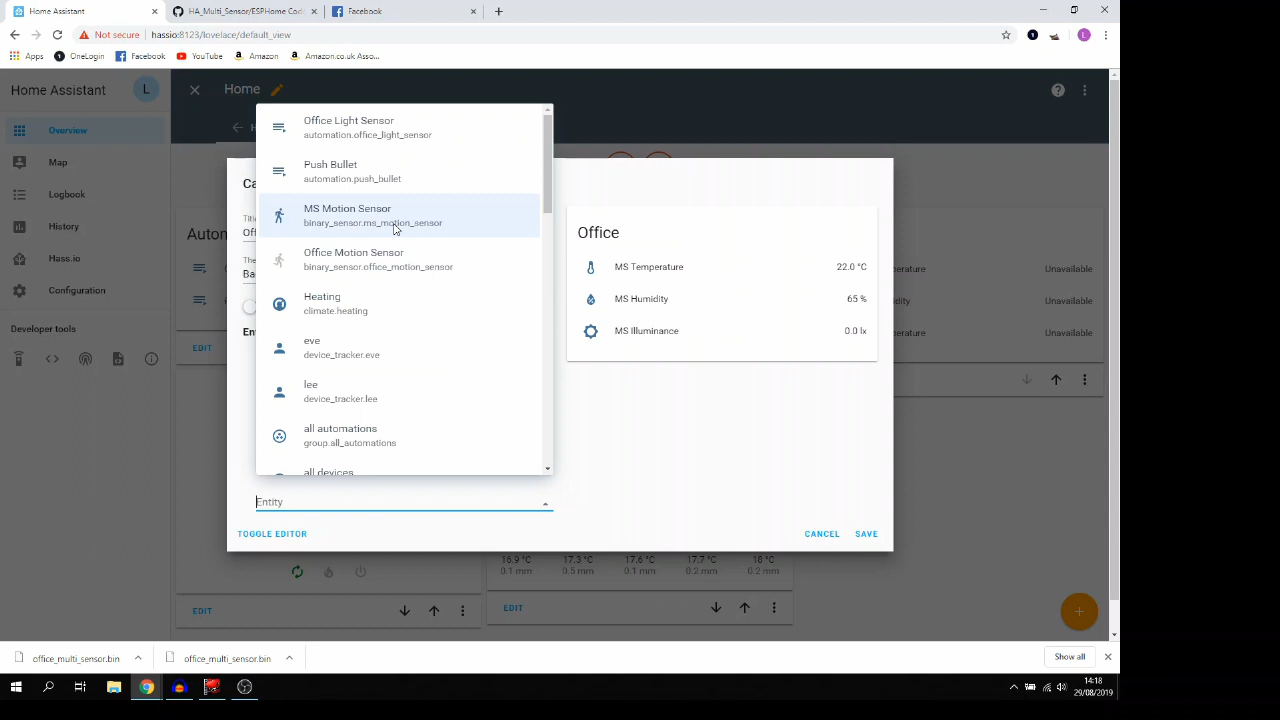 Home Assistant
HA_Multi_Sensor/ESPHome Cod
Facebook
Not secure
hassio:8123/lovelace/default_view
L
Apps
OneLogin
Facebook
YouTube
Amazon
Amazon.co.uk Asso...
Home Assistant
L
Home
Overview
Map
Logbook
History
Hass.io
Configuration
Developer tools
Office Light Sensor
automation.office_light_sensor
Push Bullet
automation.push_bullet
MS Motion Sensor
binary_sensor.ms_motion_sensor
Office Motion Sensor
binary_sensor.office_motion_sensor
Heating
climate.heating
eve
device_tracker.eve
lee
device_tracker.lee
all automations
group.all_automations
all devices
Entity
TOGGLE EDITOR
CANCEL
SAVE
Office
MS Temperature
22.0 °C
MS Humidity
65 %
MS Illuminance
0.0 lx
Unavailable
Unavailable
Unavailable
EDIT
16.9 °C
17.3 °C
17.6 °C
17.7 °C
18 °C
0.1 mm
0.5 mm
0.1 mm
0.2 mm
0.2 mm
EDIT
EDIT
office_multi_sensor.bin
office_multi_sensor.bin
Show all
14:18
29/08/2019